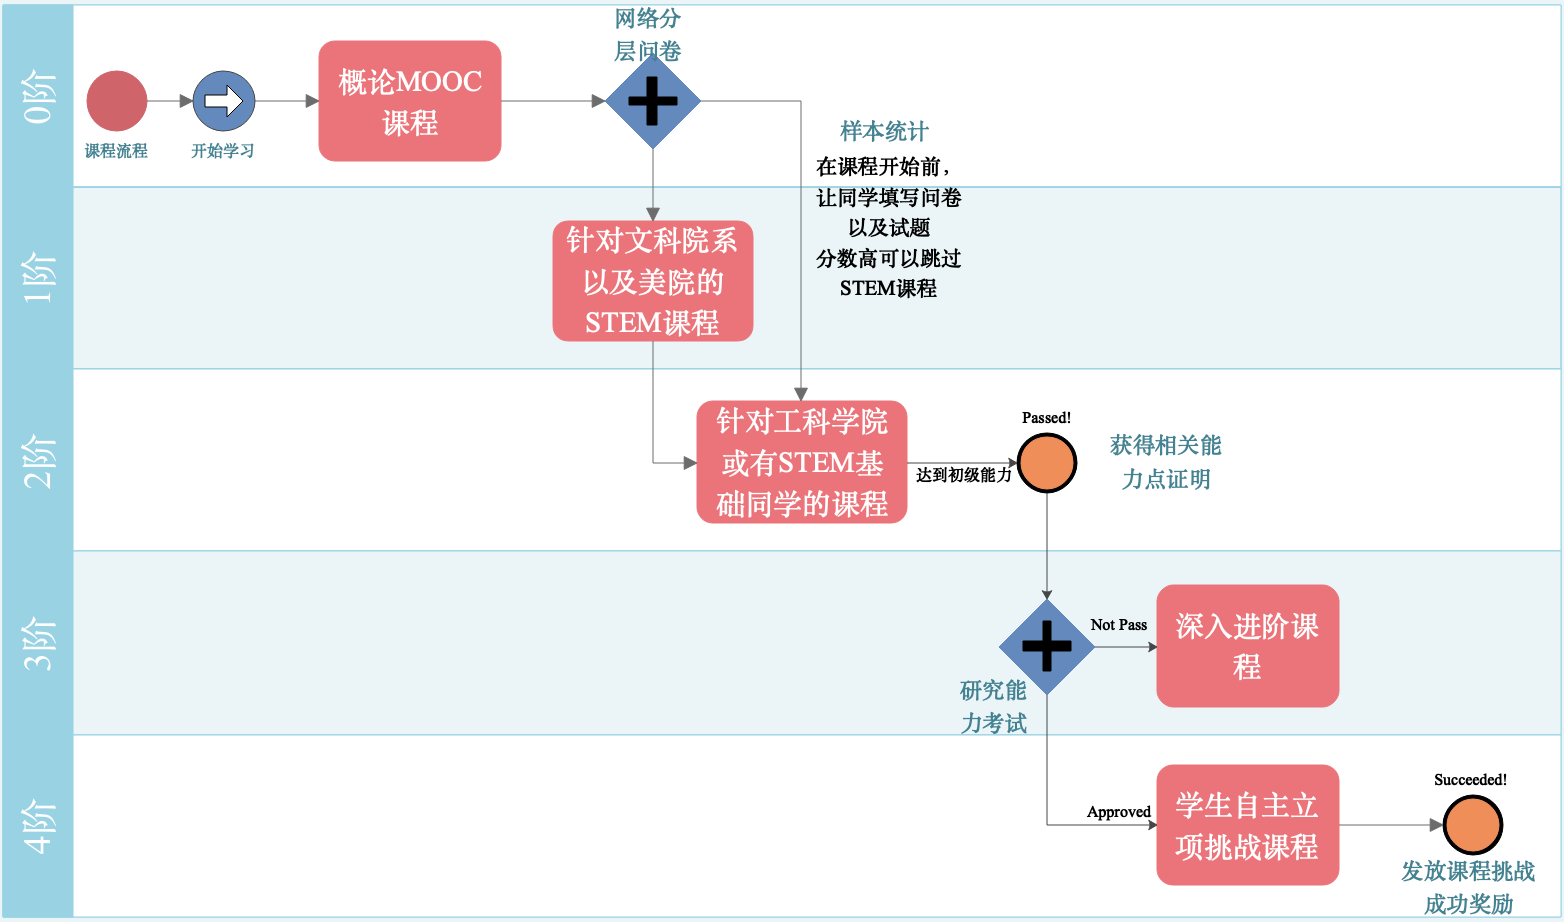 0阶
课程流程
开始学习
概论MOOC
课程
网络分
层问卷
样本统计
在课程开始前，
让同学填写问卷
以及试题
分数高可以跳过
STEM课程
1阶
针对文科院系
以及美院的
STEM课程
2阶
针对工科学院
或有STEM基
础同学的课程
达到初级能力
Passed!
获得相关能
力点证明
3阶
研究能
力考试
Not Pass
深入进阶课
程
4阶
Approved
学生自主立
项挑战课程
Succeeded!
发放课程挑战
成功奖励